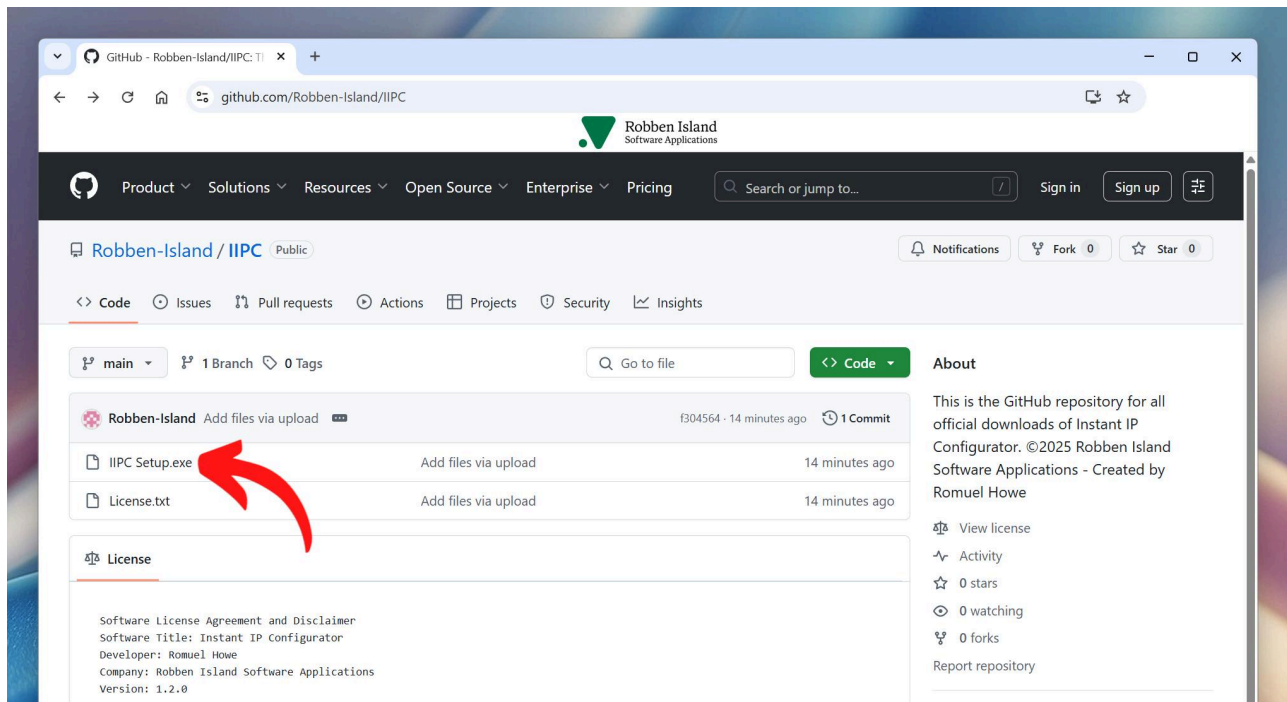 GitHub - Robben-Island/IIPC: Tl
github.com/Robben-Island/IIPC
Robben Island
Software Applications
Product Solutions Resources Open Source Enterprise Pricing Search or jump to... / Sign in Sign up
Robben-Island / IIPC Public Notifications Fork 0 Star 0
Code Issues Pull requests Actions Projects Security Insights
main 1 Branch 0 Tags Go to file Code
Robben-Island Add files via upload f304564 · 14 minutes ago 1 Commit
IIPC Setup.exe Add files via upload 14 minutes ago
License.txt Add files via upload 14 minutes ago
License
Software License Agreement and Disclaimer
Software Title: Instant IP Configurator
Developer: Romuel Howe
Company: Robben Island Software Applications
Version: 1.2.0
About
This is the GitHub repository for all
official downloads of Instant IP
Configurator. ©2025 Robben Island
Software Applications - Created by
Romuel Howe
View license
Activity
0 stars
0 watching
0 forks
Report repository